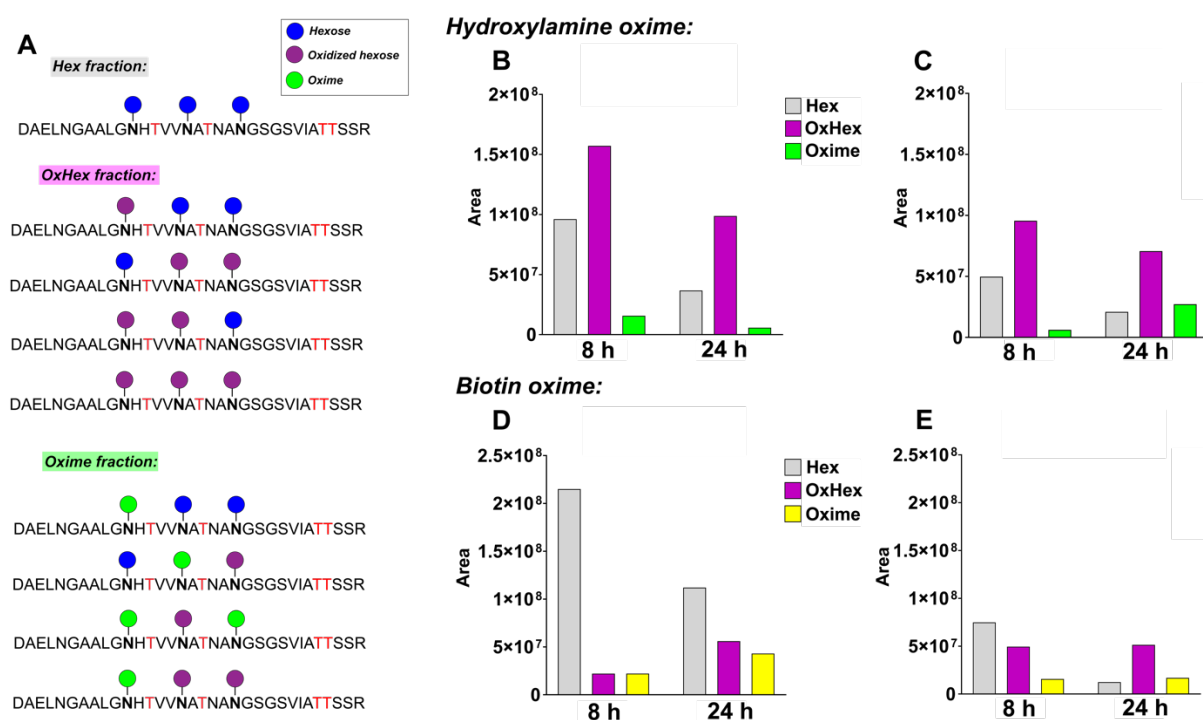 A
Hex fraction:
Hexose
Oxidized hexose
Oxime
DAELNGAALGNHTVVNATNANGSGSVIATTSSR
OxHex fraction:
DAELNGAALGNHTVVNATNANGSGSVIATTSSR
DAELNGAALGNHTVVNATNANGSGSVIATTSSR
DAELNGAALGNHTVVNATNANGSGSVIATTSSR
DAELNGAALGNHTVVNATNANGSGSVIATTSSR
Oxime fraction:
DAELNGAALGNHTVVNATNANGSGSVIATTSSR
DAELNGAALGNHTVVNATNANGSGSVIATTSSR
DAELNGAALGNHTVVNATNANGSGSVIATTSSR
DAELNGAALGNHTVVNATNANGSGSVIATTSSR
Hydroxylamine oxime:
B
2×10⁸
1.5×10⁸
1×10⁸
5×10⁷
0
Area
Hex
OxHex
Oxime
8 h 24 h
C
2×10⁸
1.5×10⁸
1×10⁸
5×10⁷
0
Area
8 h 24 h
Biotin oxime:
D
2.5×10⁸
2×10⁸
1.5×10⁸
1×10⁸
5×10⁷
0
Area
Hex
OxHex
Oxime
8 h 24 h
E
2.5×10⁸
2×10⁸
1.5×10⁸
1×10⁸
5×10⁷
0
Area
8 h 24 h